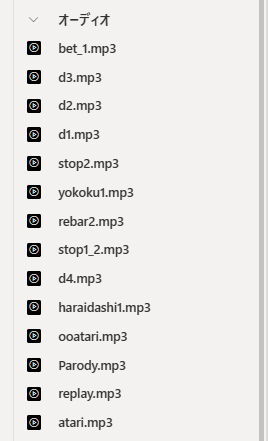 オーディオ
bet_1.mp3
d3.mp3
d2.mp3
d1.mp3
stop2.mp3
yokoku1.mp3
rebar2.mp3
stop1_2.mp3
d4.mp3
haraidashi1.mp3
ooatari.mp3
Parody.mp3
replay.mp3
atari.mp3